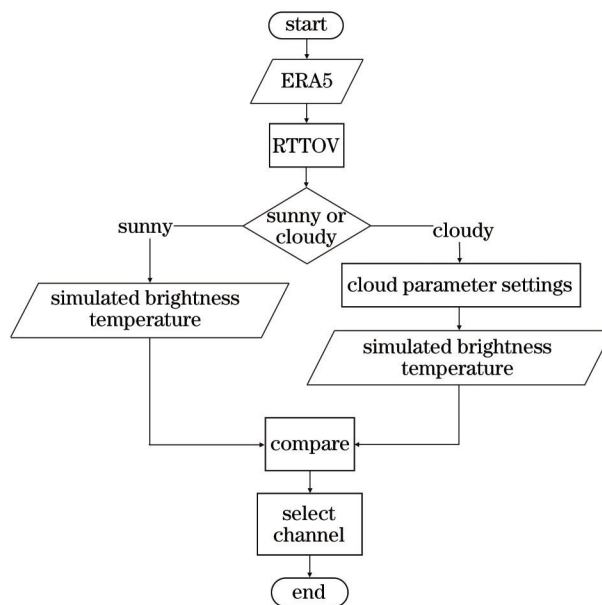 start
ERA5
RTTOV
sunny or
cloudy
sunny
cloudy
simulated brightness
temperature
cloud parameter settings
simulated brightness
temperature
compare
select
channel
end